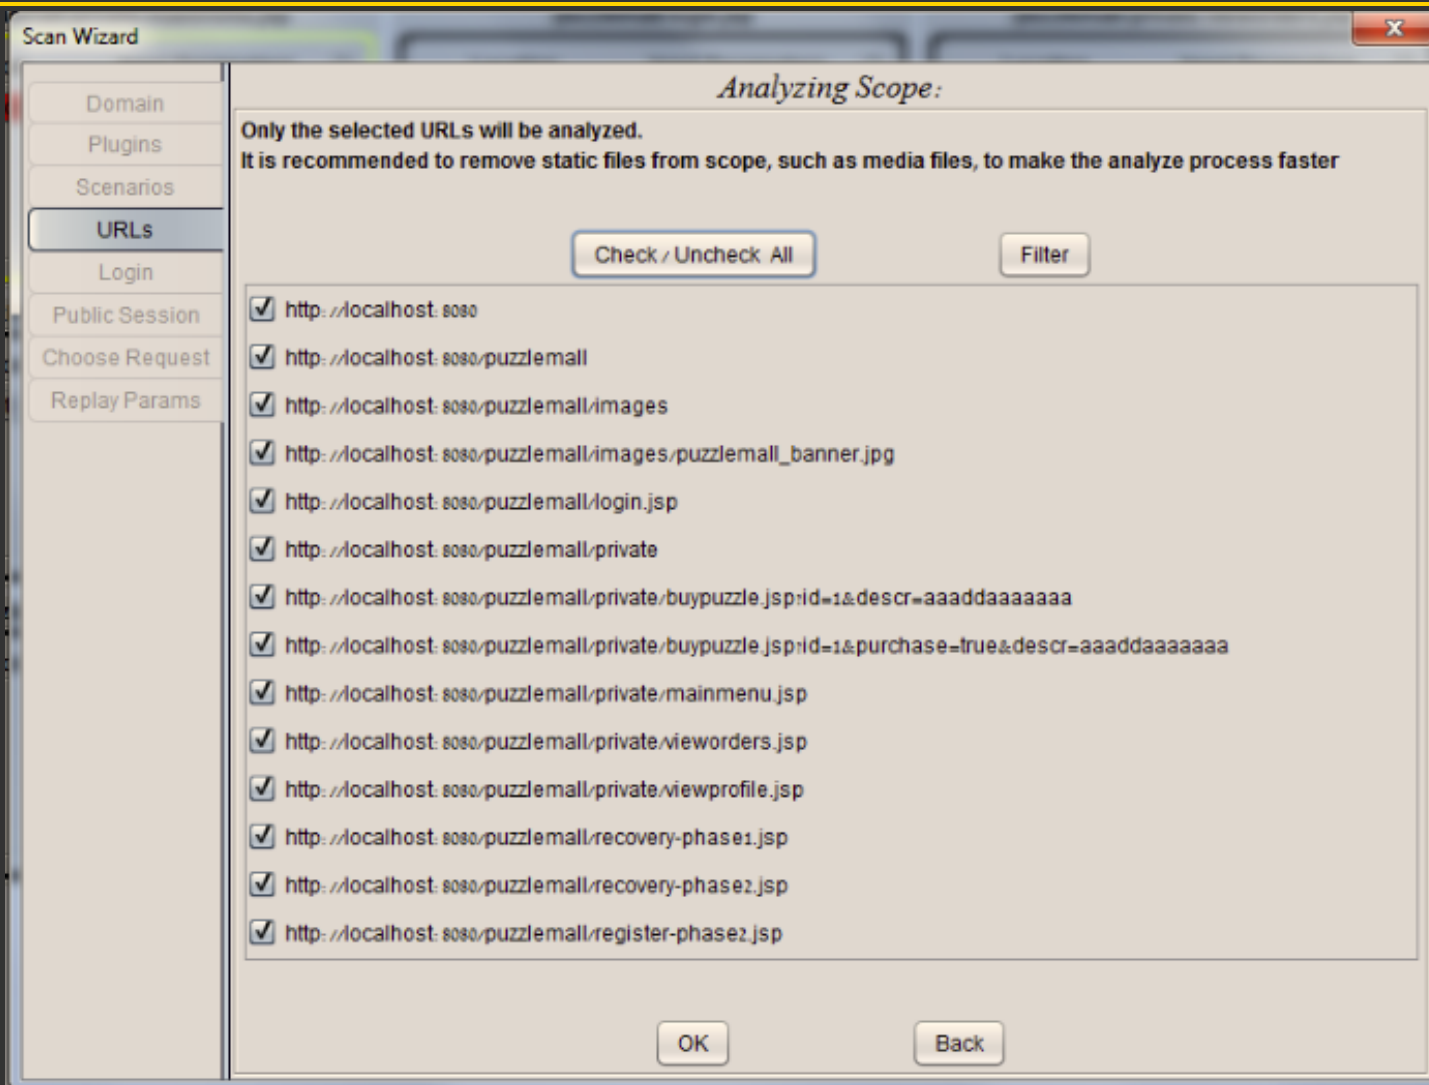 Scan Wizard
x
Analyzing Scope:
Domain
Plugins
Scenarios
URLs
Login
Public Session
Choose Request
Replay Params
Only the selected URLs will be analyzed.
It is recommended to remove static files from scope, such as media files, to make the analyze process faster
Check / Uncheck All
Filter
http://localhost:8080
http://localhost:8080/puzzlemall
http://localhost:8080/puzzlemall/images
http://localhost:8080/puzzlemall/images/puzzlemall_banner.jpg
http://localhost:8080/puzzlemall/login.jsp
http://localhost:8080/puzzlemall/private
http://localhost:8080/puzzlemall/private/buypuzzle.jsp?id=1&descr=aaaddaaaaaaa
http://localhost:8080/puzzlemall/private/buypuzzle.jsp?id=1&purchase=true&descr=aaaddaaaaaaa
http://localhost:8080/puzzlemall/private/mainmenu.jsp
http://localhost:8080/puzzlemall/private/vieworders.jsp
http://localhost:8080/puzzlemall/private/viewprofile.jsp
http://localhost:8080/puzzlemall/recovery-phase1.jsp
http://localhost:8080/puzzlemall/recovery-phase2.jsp
http://localhost:8080/puzzlemall/register-phase2.jsp
OK
Back